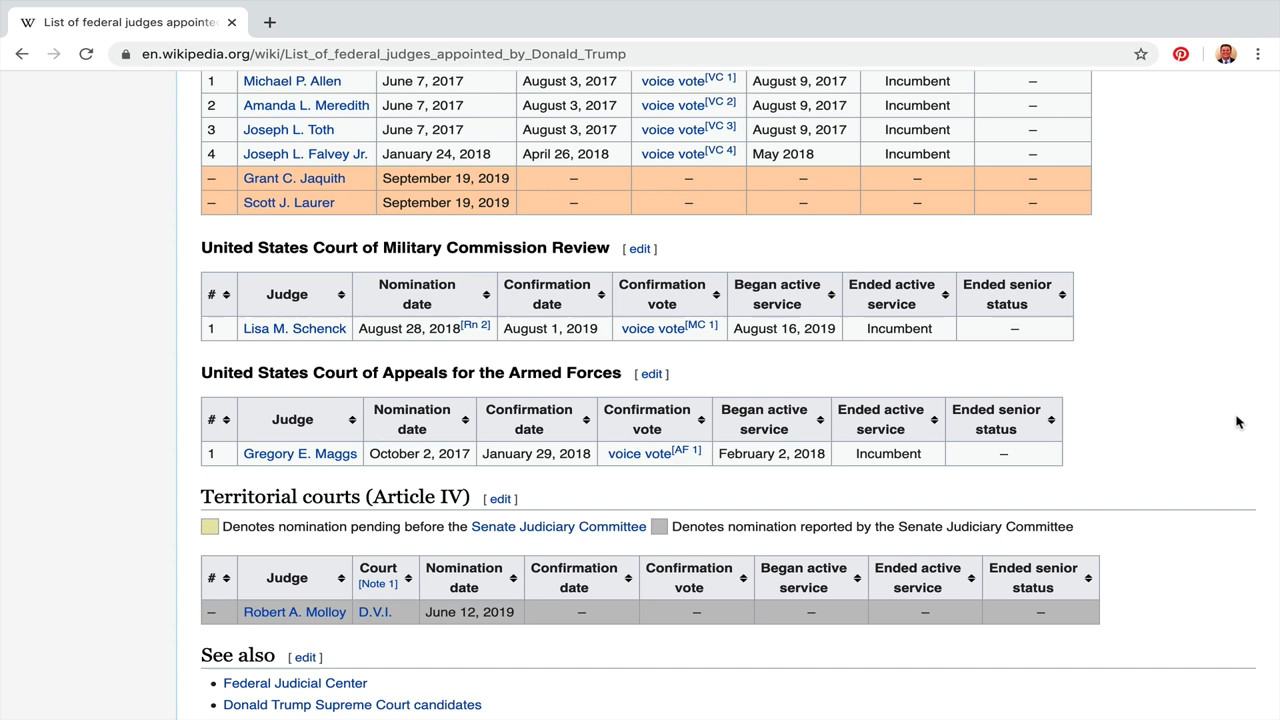 List of federal judges appointe
en.wikipedia.org/wiki/List_of_federal_judges_appointed_by_Donald_Trump
1 Michael P. Allen June 7, 2017 August 3, 2017 voice vote[VC 1] August 9, 2017 Incumbent –
2 Amanda L. Meredith June 7, 2017 August 3, 2017 voice vote[VC 2] August 9, 2017 Incumbent –
3 Joseph L. Toth June 7, 2017 August 3, 2017 voice vote[VC 3] August 9, 2017 Incumbent –
4 Joseph L. Falvey Jr. January 24, 2018 April 26, 2018 voice vote[VC 4] May 2018 Incumbent –
– Grant C. Jaquith September 19, 2019 – – – – –
– Scott J. Laurer September 19, 2019 – – – – –
United States Court of Military Commission Review [ edit ]
# Judge Nomination date Confirmation date Confirmation vote Began active service Ended active service Ended senior status
1 Lisa M. Schenck August 28, 2018[Rn 2] August 1, 2019 voice vote[MC 1] August 16, 2019 Incumbent –
United States Court of Appeals for the Armed Forces [ edit ]
# Judge Nomination date Confirmation date Confirmation vote Began active service Ended active service Ended senior status
1 Gregory E. Maggs October 2, 2017 January 29, 2018 voice vote[AF 1] February 2, 2018 Incumbent –
Territorial courts (Article IV) [ edit ]
Denotes nomination pending before the Senate Judiciary Committee Denotes nomination reported by the Senate Judiciary Committee
# Judge Court [Note 1] Nomination date Confirmation date Confirmation vote Began active service Ended active service Ended senior status
– Robert A. Molloy D.V.I. June 12, 2019 – – – – –
See also [ edit ]
• Federal Judicial Center
• Donald Trump Supreme Court candidates